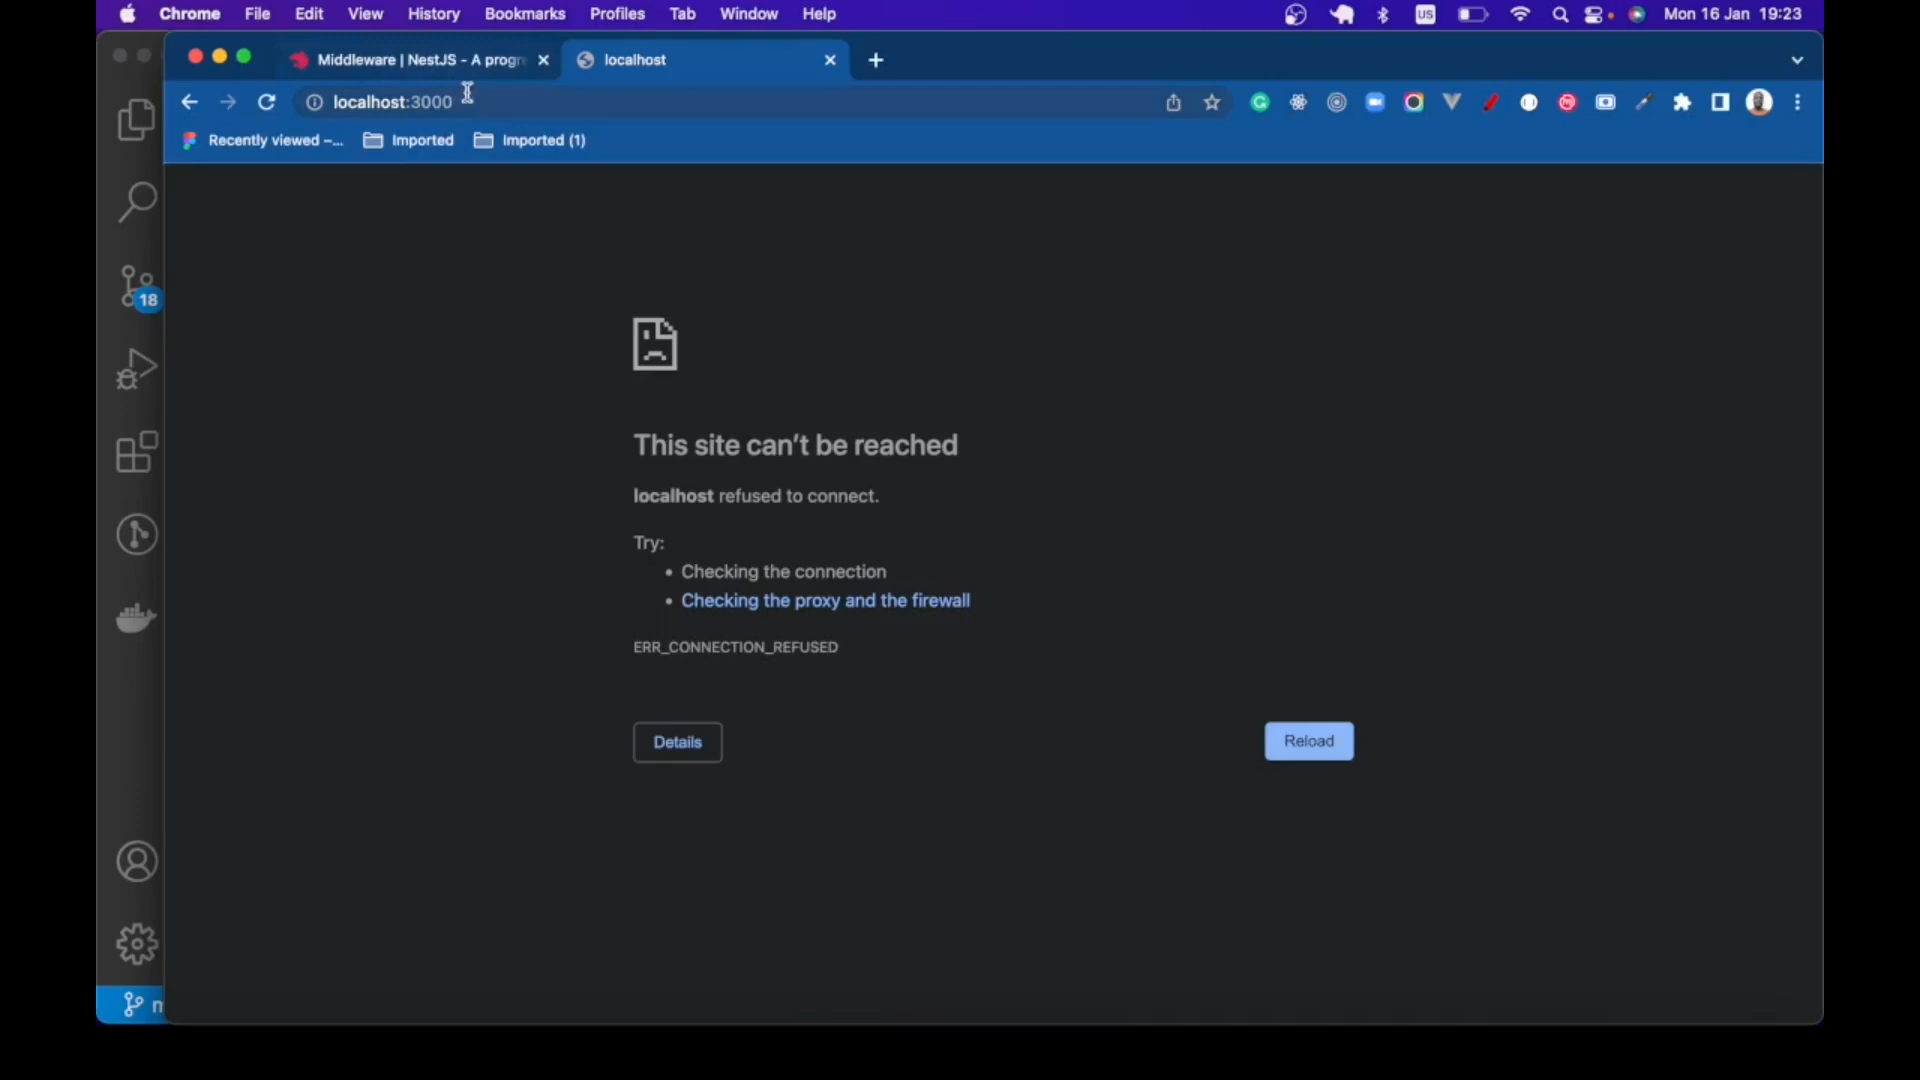 Chrome File Edit View History Bookmarks Profiles Tab Window Help US Mon 16 Jan 19:23
Middleware | NestJS - A progr localhost
localhost:3000
Recently viewed –... Imported Imported (1)
18
This site can't be reached
localhost refused to connect.
Try:
• Checking the connection
• Checking the proxy and the firewall
ERR_CONNECTION_REFUSED
Details Reload